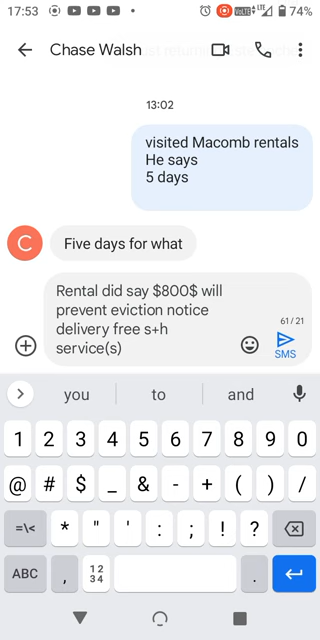 17:53
74%
Chase Walsh
13:02
visited Macomb rentals
He says
5 days
C
Five days for what
Rental did say $800$ will
prevent eviction notice
delivery free s+h
service(s)
61/21
SMS
you to and
1 2 3 4 5 6 7 8 9 0
@ # $ _ & - + ( ) /
=\< * " ' : ; ! ?
ABC , 12 34 .